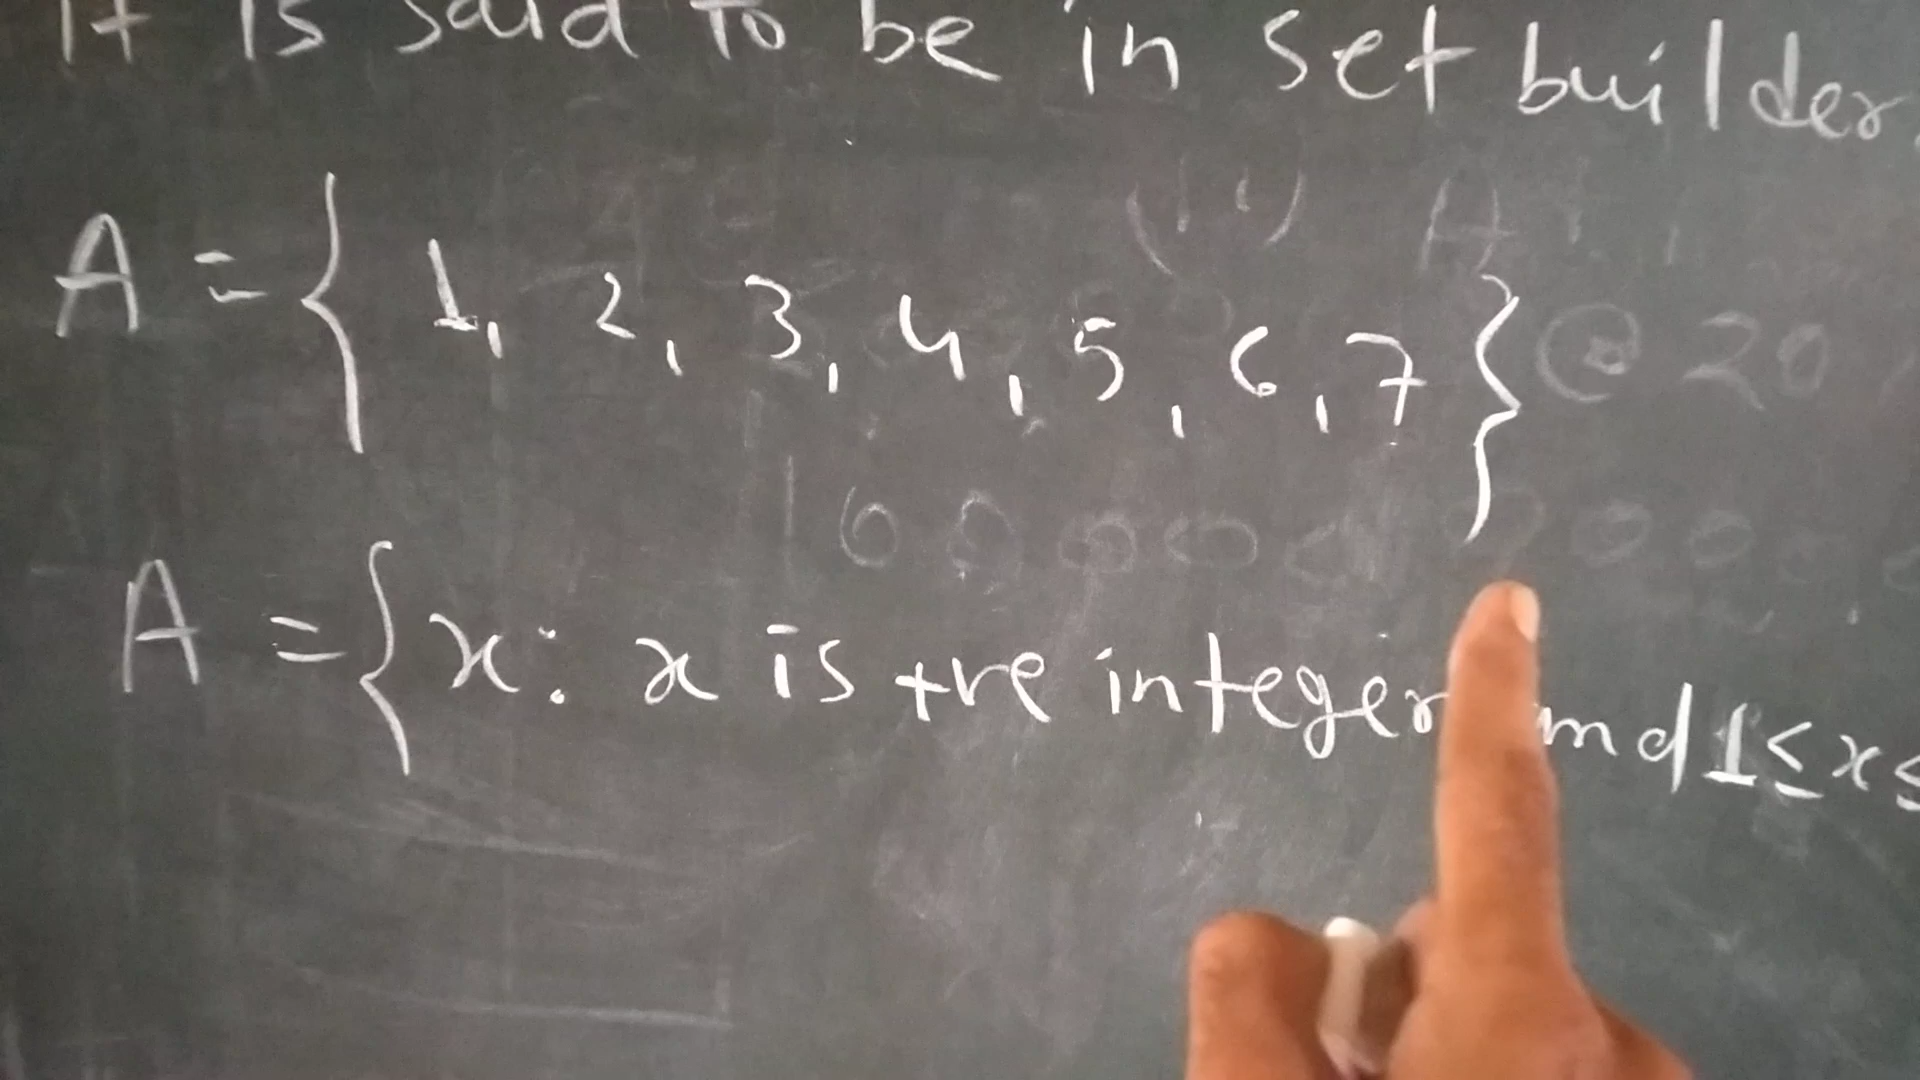 It is said to be in set builder
A = { 1, 2, 3, 4, 5, 6, 7 }
A = { x : x is +ve integer and 1 ≤ x ≤